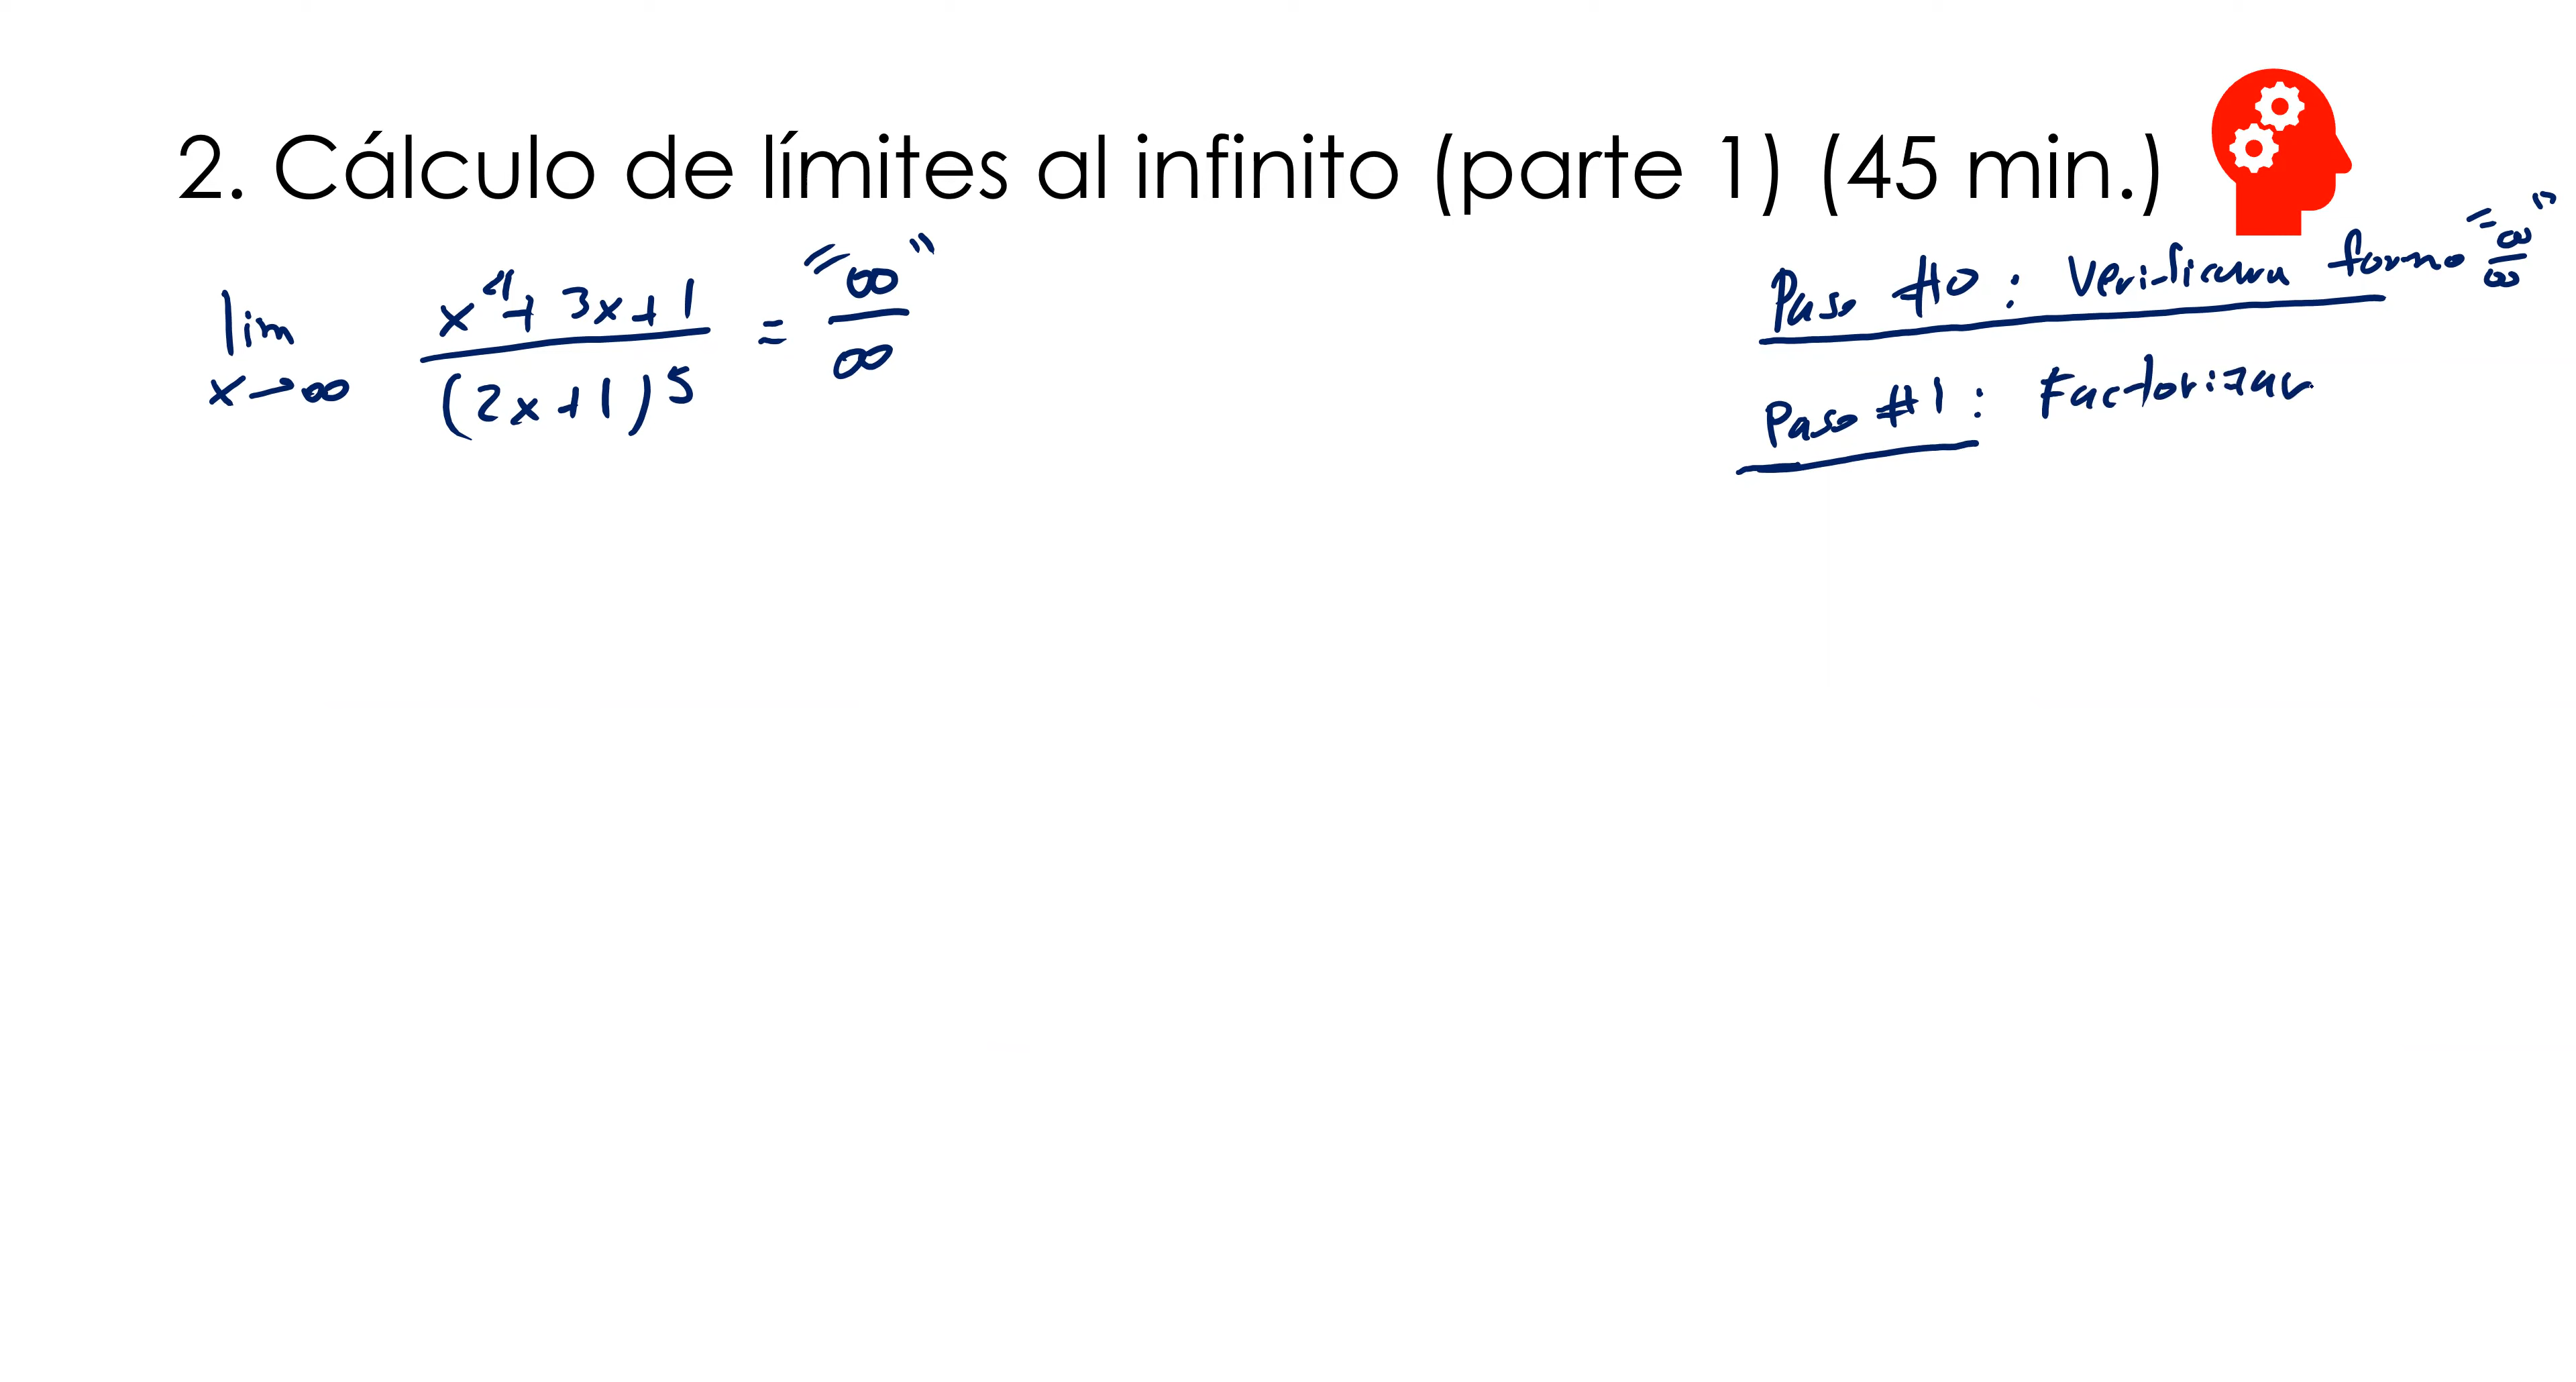 2. Cálculo de límites al infinito (parte 1) (45 min.)
lim x→∞ (x⁴ + 3x + 1) / (2x + 1)⁵ = "∞/∞"
Paso #0 : Verificar forma "∞/∞"
Paso #1 : Factorizar